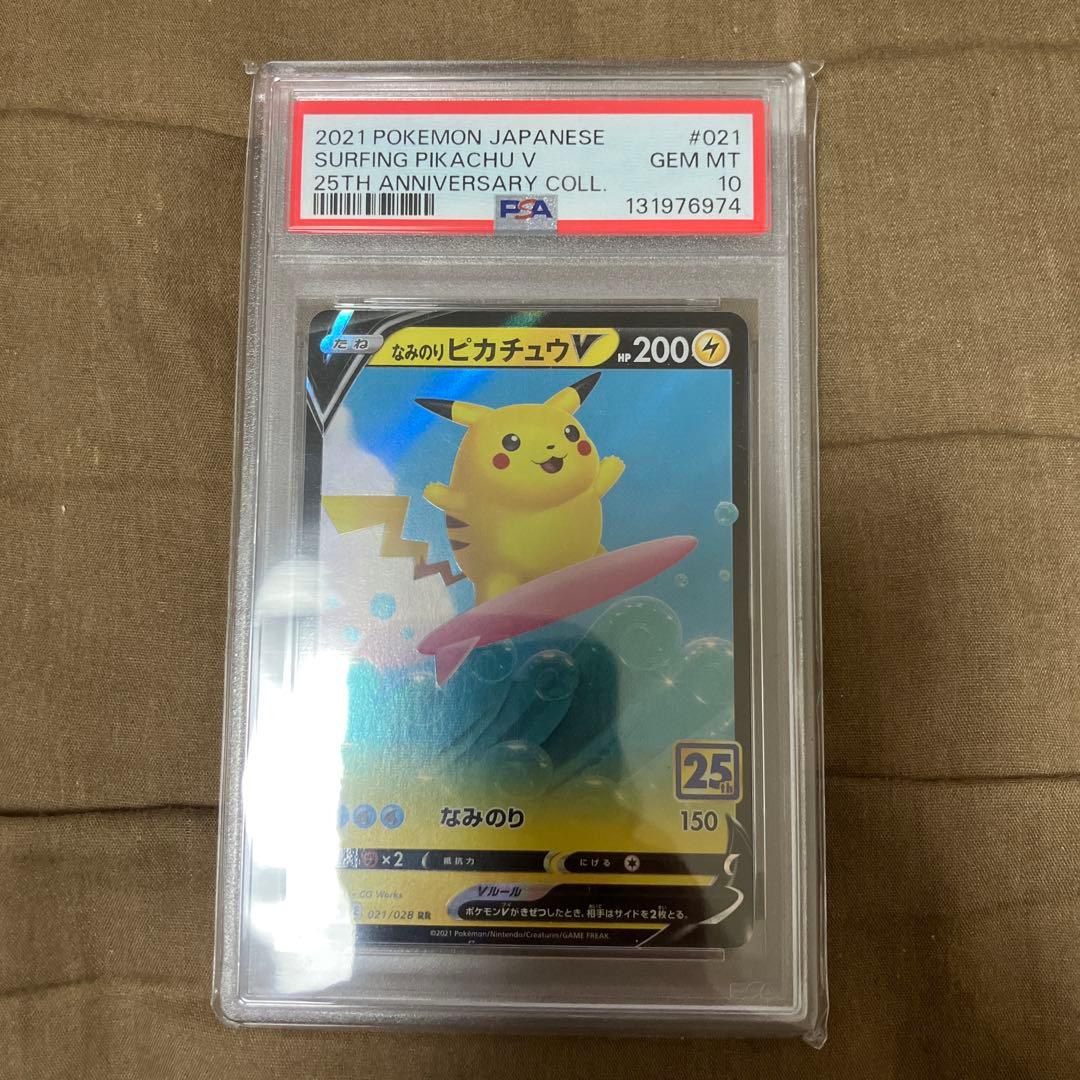 2021 POKEMON JAPANESE #021
SURFING PIKACHU V GEM MT
25TH ANNIVERSARY COLL. 10
PSA 131976974
たね なみのり ピカチュウV HP 200
25th
なみのり 150
×2 抵抗力 にげる
CG Works Vルール
021/028 RR ポケモンVがきぜつしたとき、相手はサイドを2枚とる。
©2021 Pokémon/Nintendo/Creatures/GAME FREAK.